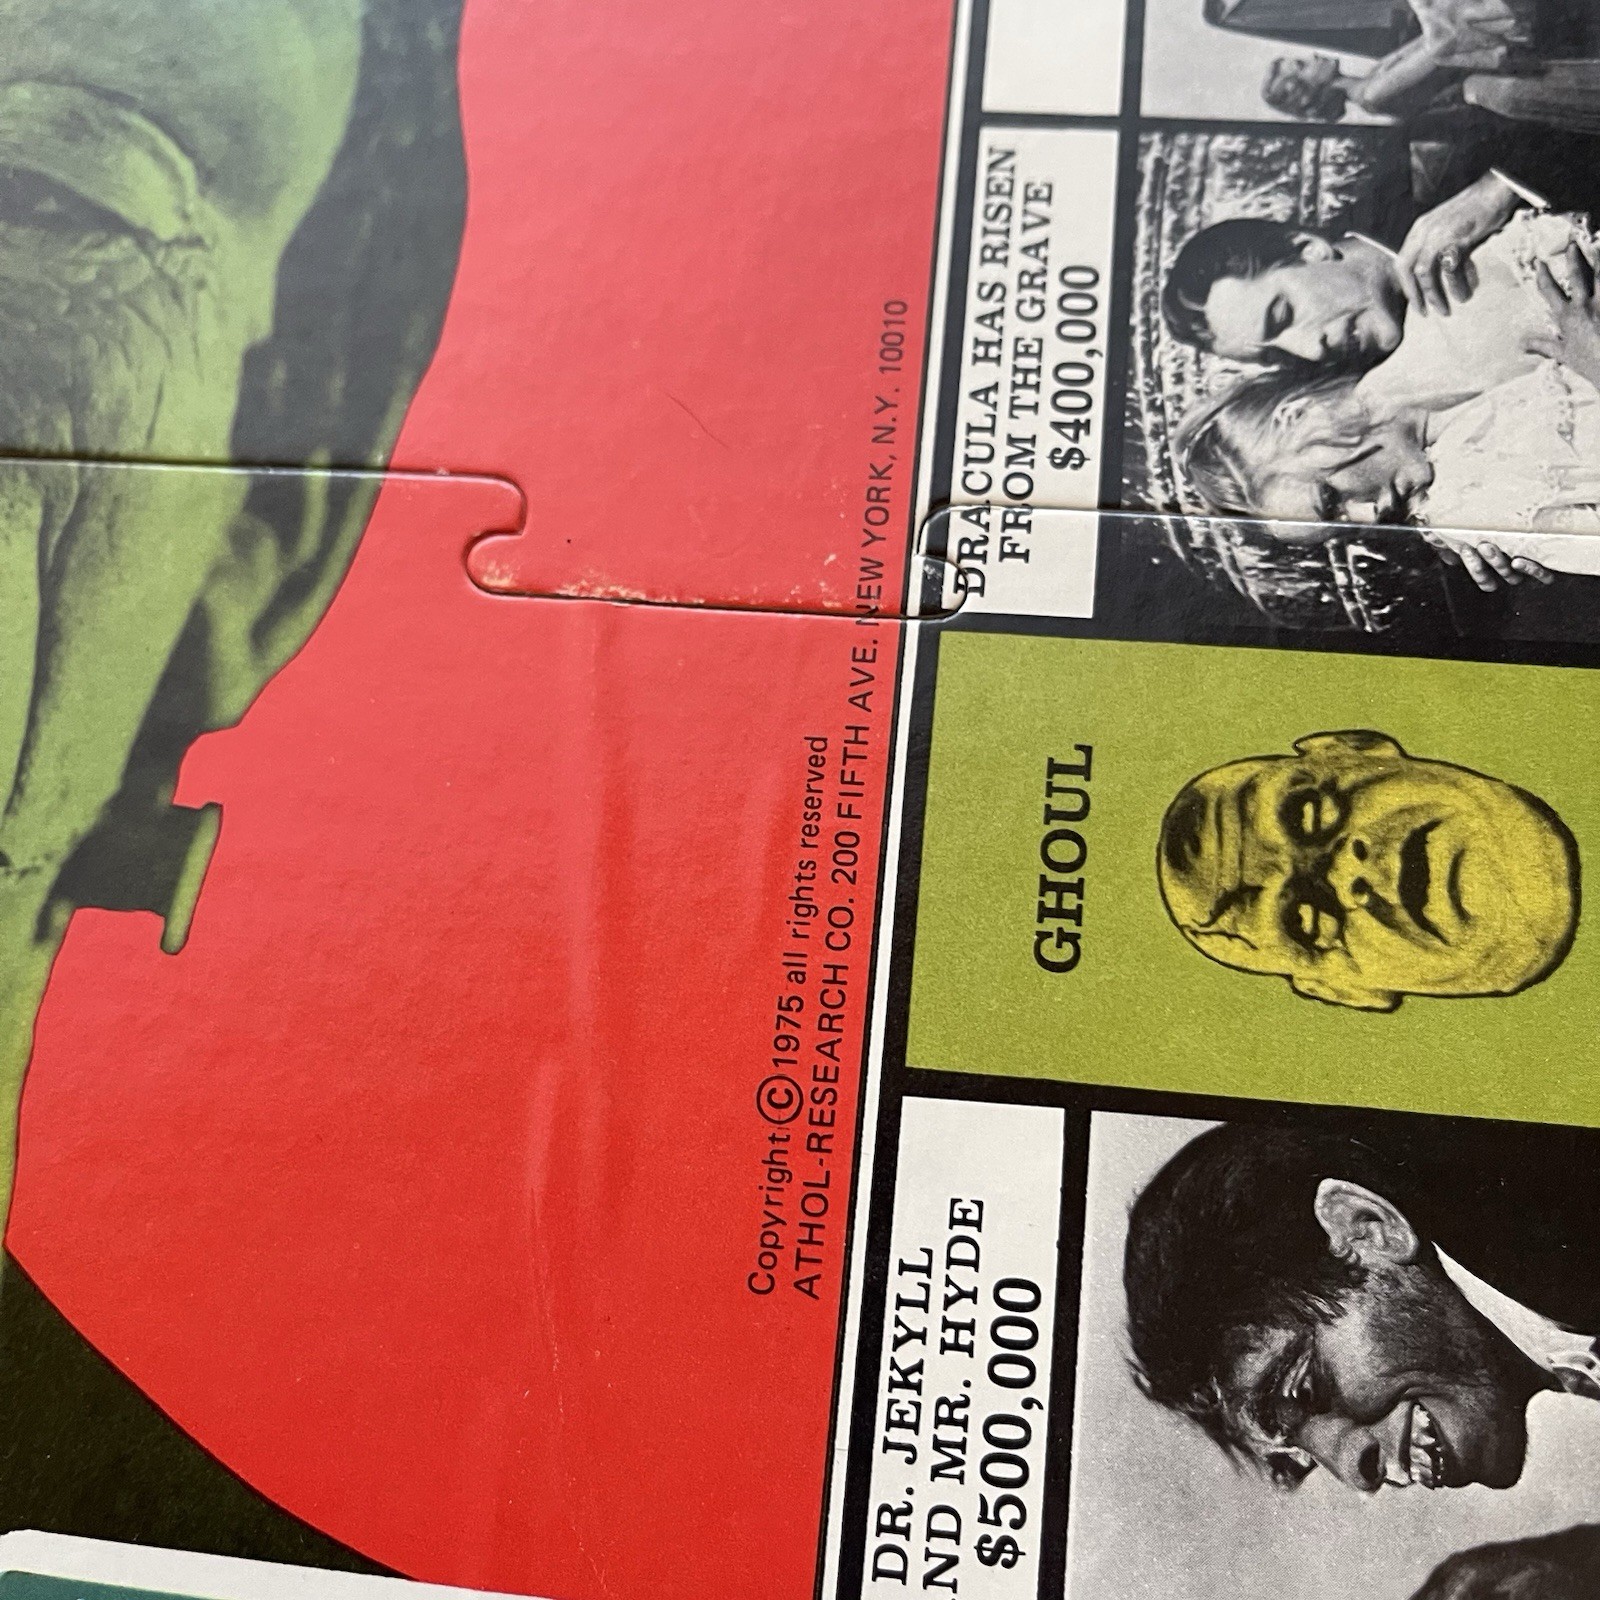 DRACULA HAS RISEN
FROM THE GRAVE
$400,000
Copyright © 1975 all rights reserved
ATHOL-RESEARCH CO. 200 FIFTH AVE. NEW YORK, N.Y. 10010
GHOUL
DR. JEKYLL
AND MR. HYDE
$500,000